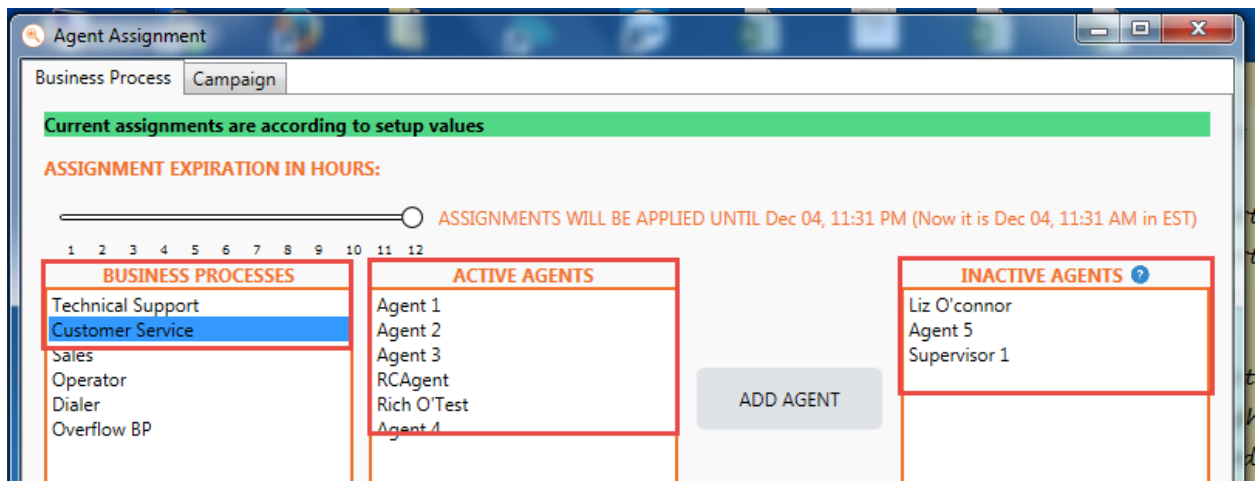 Agent Assignment
Business Process Campaign
Current assignments are according to setup values
ASSIGNMENT EXPIRATION IN HOURS:
ASSIGNMENTS WILL BE APPLIED UNTIL Dec 04, 11:31 PM (Now it is Dec 04, 11:31 AM in EST)
1 2 3 4 5 6 7 8 9 10 11 12
BUSINESS PROCESSES
Technical Support
Customer Service
Sales
Operator
Dialer
Overflow BP
ACTIVE AGENTS
Agent 1
Agent 2
Agent 3
RCAgent
Rich O'Test
Agent 4
ADD AGENT
INACTIVE AGENTS ?
Liz O'connor
Agent 5
Supervisor 1